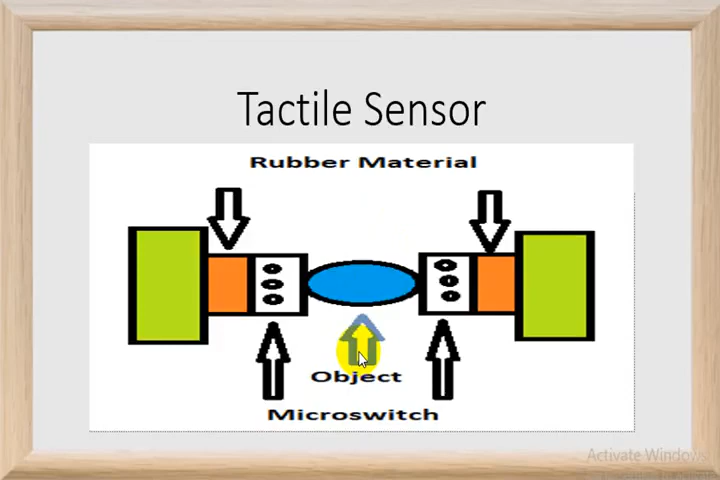 Tactile Sensor
Rubber Material
Object
Microswitch
Activate Windows